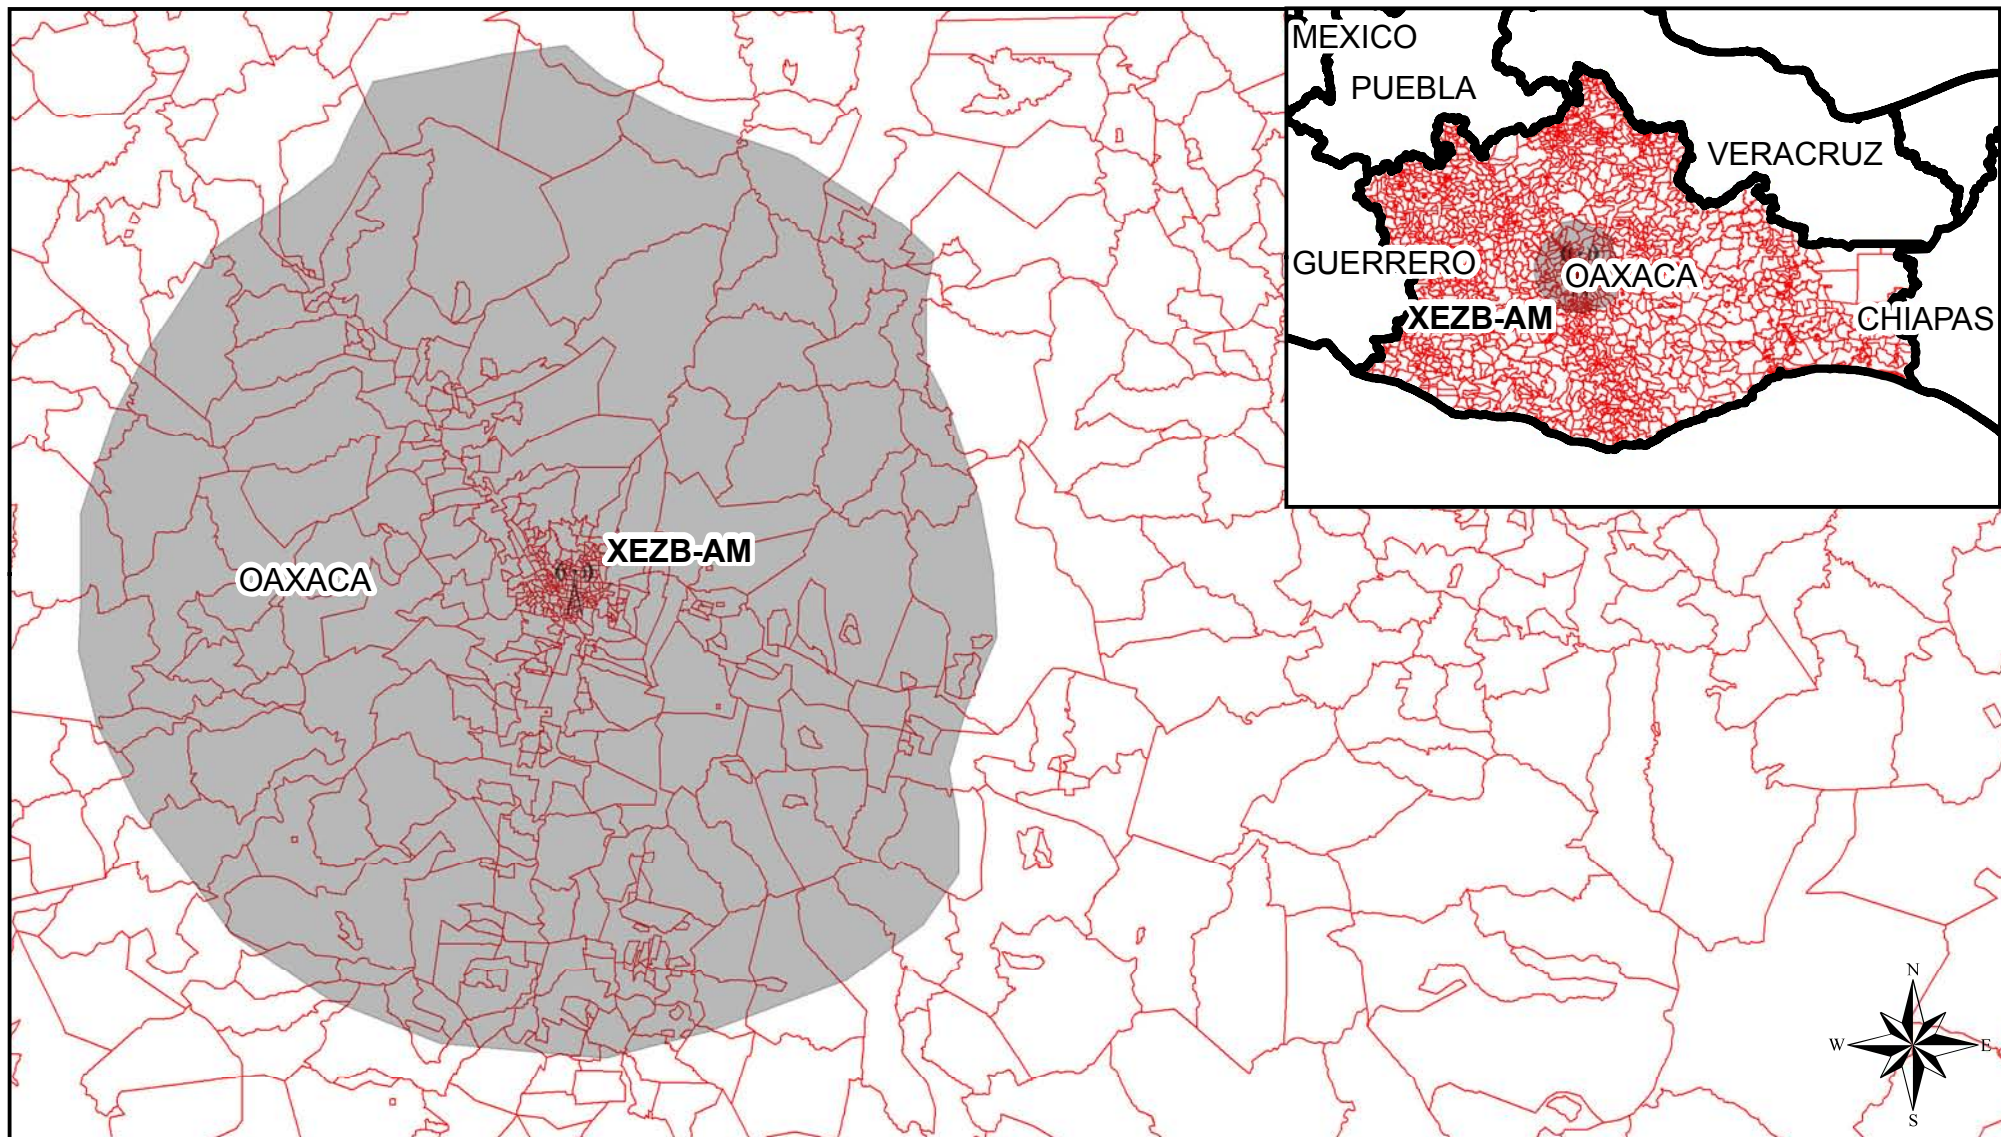 MEXICO
PUEBLA
VERACRUZ
GUERRERO
OAXACA
XEZB-AM
CHIAPAS
XEZB-AM
OAXACA
N
W
E
S